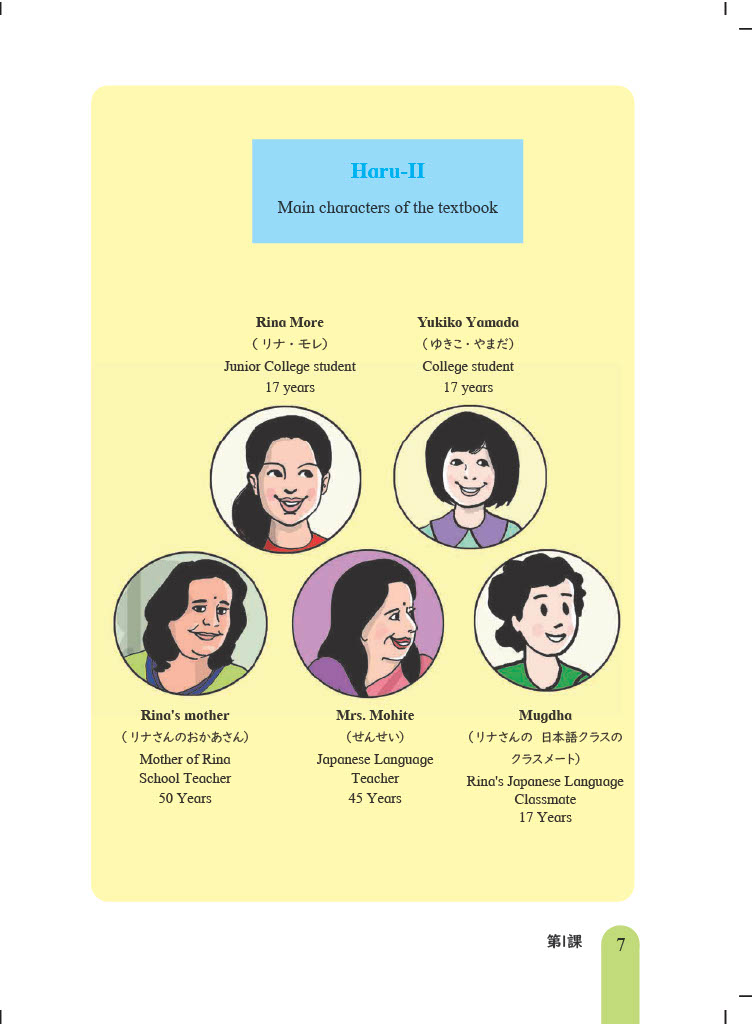 Haru-II
Main characters of the textbook
Rina More
(リナ・モレ)
Junior College student
17 years
Yukiko Yamada
(ゆきこ・やまだ)
College student
17 years
Rina's mother
(リナさんのおかあさん)
Mother of Rina
School Teacher
50 Years
Mrs. Mohite
(せんせい)
Japanese Language
Teacher
45 Years
Mugdha
(リナさんの 日本語クラスの
クラスメート)
Rina's Japanese Language
Classmate
17 Years
第1課
7